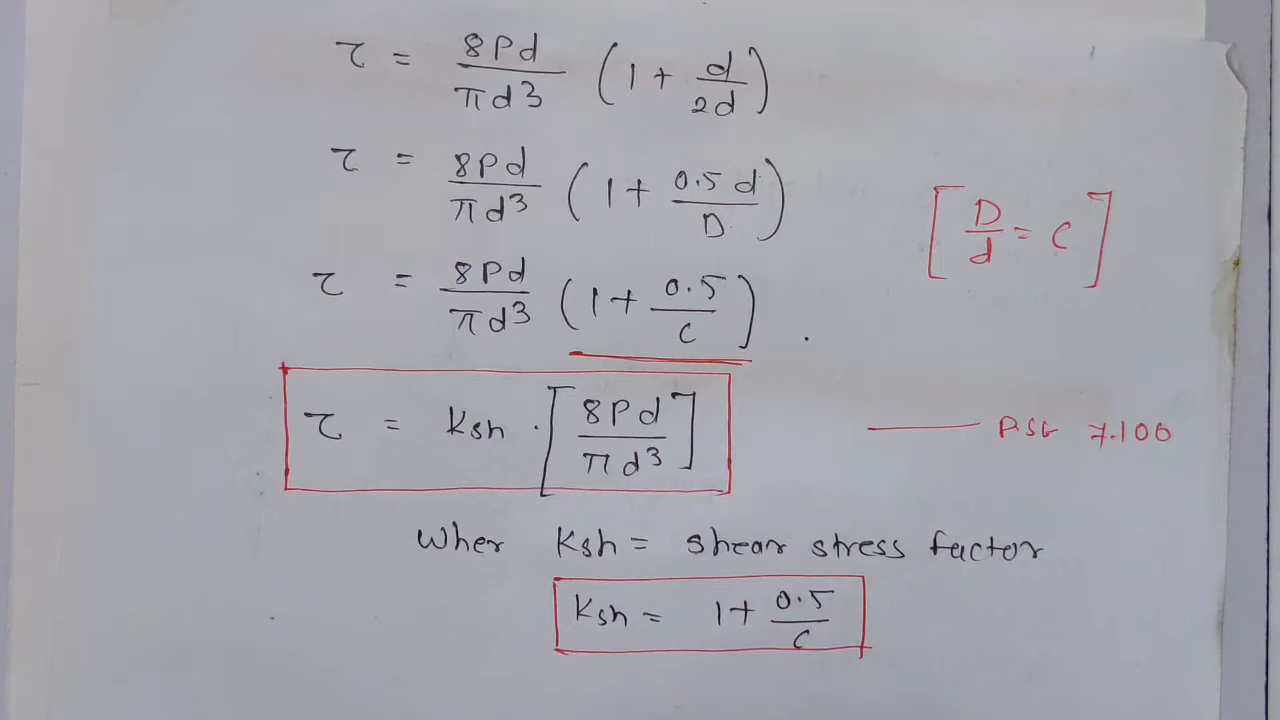 τ = 8Pd/πd³ (1 + d/2d)
τ = 8Pd/πd³ (1 + 0.5d/D)
[D/d = C]
τ = 8Pd/πd³ (1 + 0.5/C)
τ = Ksh · [8Pd/πd³] —— PSG 7.100
Wher Ksh = shear stress factor
Ksh = 1 + 0.5/C